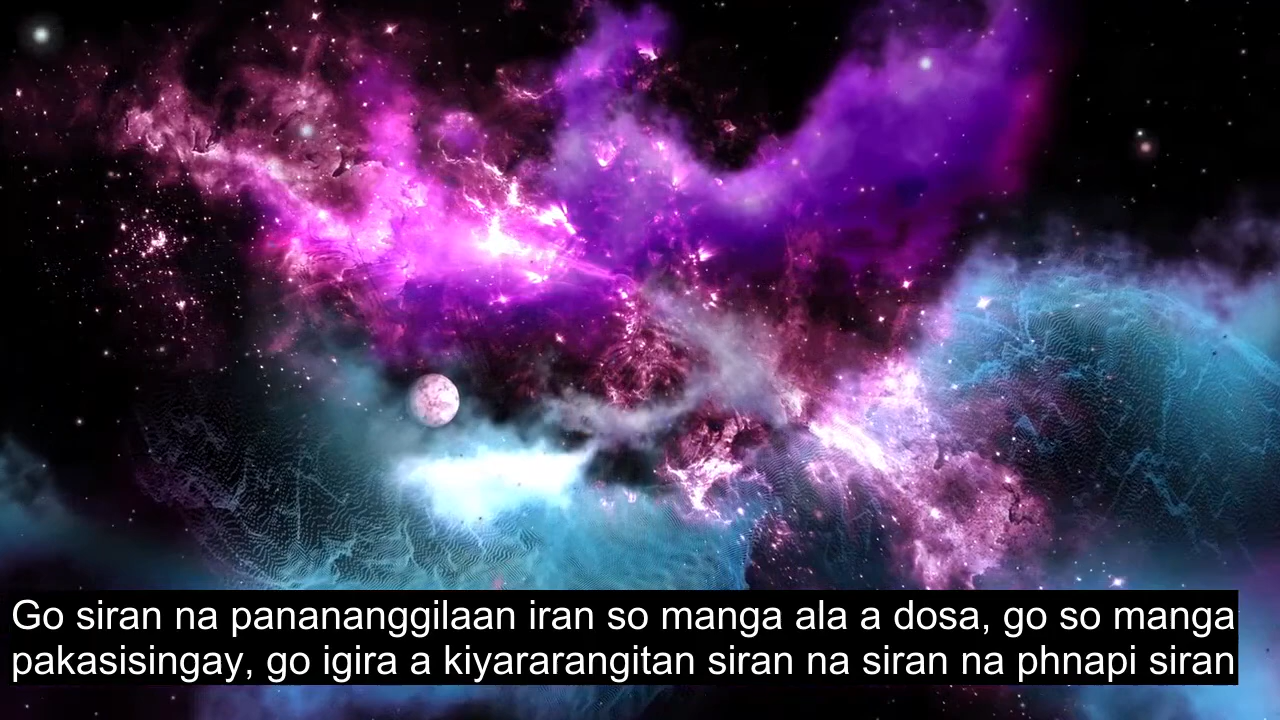 Go siran na panananggilaan iran so manga ala a dosa, go so manga
pakasisingay, go igira a kiyararangitan siran na siran na phnapi siran